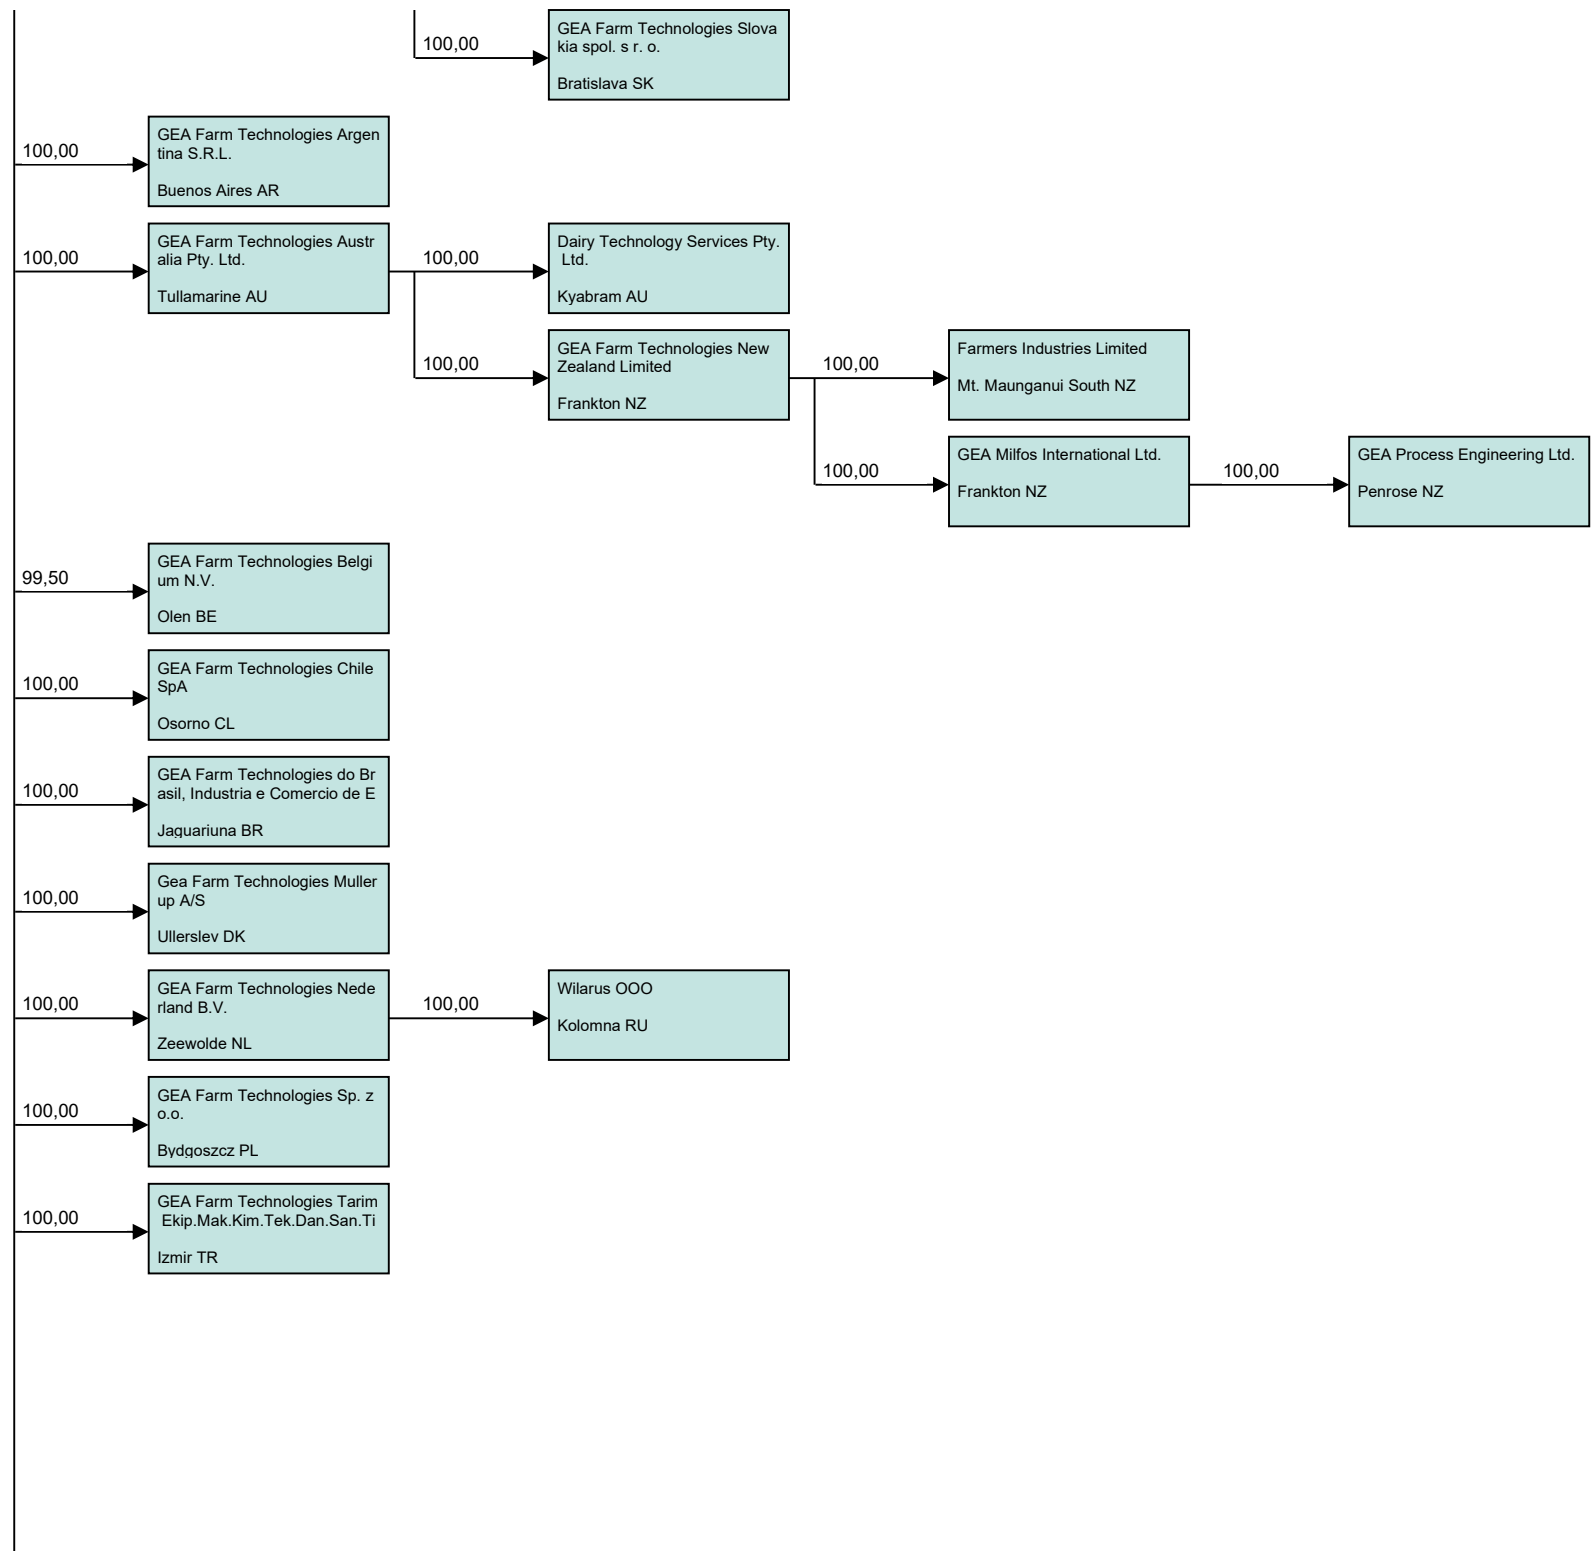 100,00
GEA Farm Technologies Slova
kia spol. s r. o.
Bratislava SK
100,00
GEA Farm Technologies Argen
tina S.R.L.
Buenos Aires AR
100,00
GEA Farm Technologies Austr
alia Pty. Ltd.
Tullamarine AU
100,00
Dairy Technology Services Pty.
Ltd.
Kyabram AU
100,00
GEA Farm Technologies New
Zealand Limited
Frankton NZ
100,00
Farmers Industries Limited
Mt. Maunganui South NZ
100,00
GEA Milfos International Ltd.
Frankton NZ
100,00
GEA Process Engineering Ltd.
Penrose NZ
99,50
GEA Farm Technologies Belgi
um N.V.
Olen BE
100,00
GEA Farm Technologies Chile
SpA
Osorno CL
100,00
GEA Farm Technologies do Br
asil, Industria e Comercio de E
Jaguariuna BR
100,00
Gea Farm Technologies Muller
up A/S
Ullerslev DK
100,00
GEA Farm Technologies Nede
rland B.V.
Zeewolde NL
100,00
Wilarus OOO
Kolomna RU
100,00
GEA Farm Technologies Sp. z
o.o.
Bydgoszcz PL
100,00
GEA Farm Technologies Tarim
Ekip.Mak.Kim.Tek.Dan.San.Ti
Izmir TR